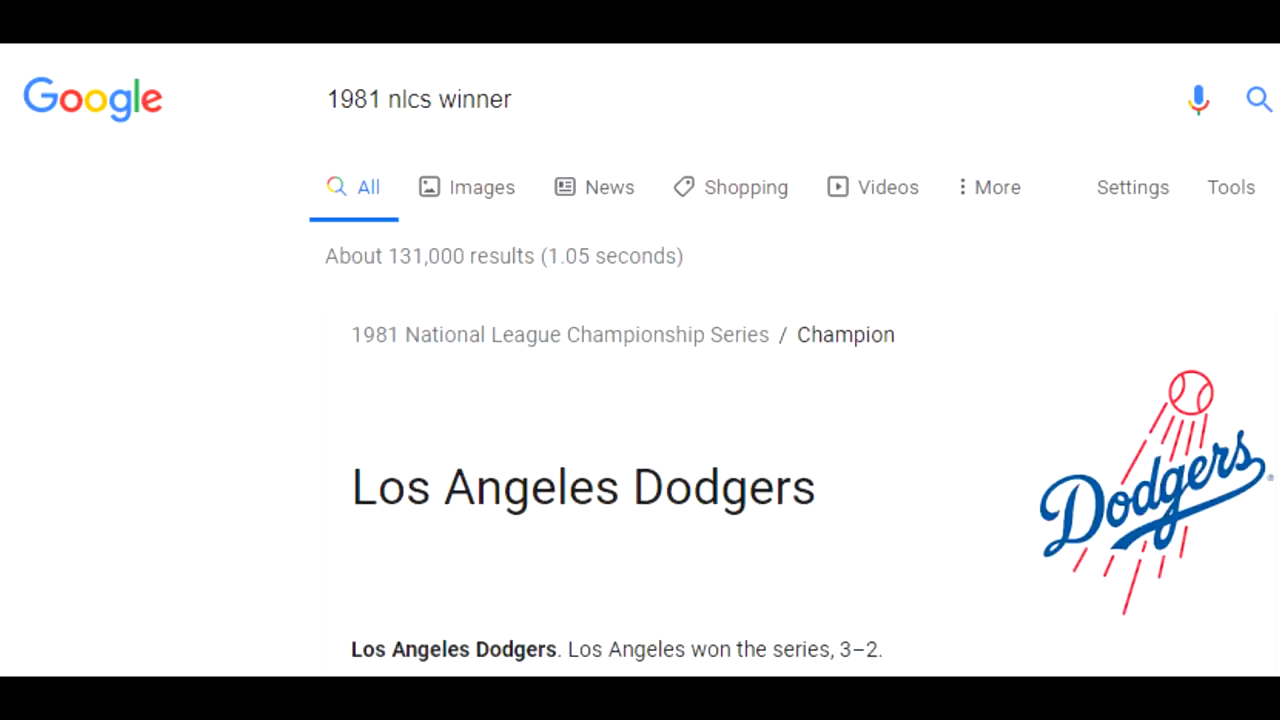 Google
1981 nlcs winner
All Images News Shopping Videos More Settings Tools
About 131,000 results (1.05 seconds)
1981 National League Championship Series / Champion
Los Angeles Dodgers
Dodgers
Los Angeles Dodgers. Los Angeles won the series, 3–2.